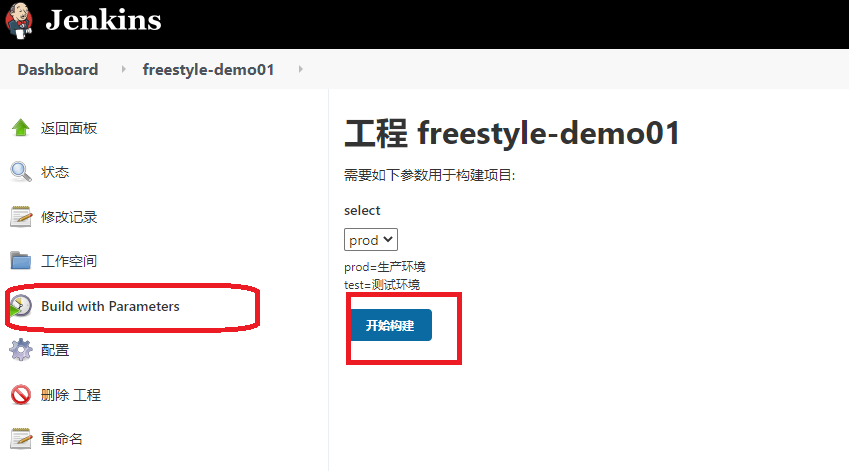 Jenkins
Dashboard
freestyle-demo01
返回面板
状态
修改记录
工作空间
Build with Parameters
配置
删除 工程
重命名
工程 freestyle-demo01
需要如下参数用于构建项目:
select
prod
prod=生产环境
test=测试环境
开始构建